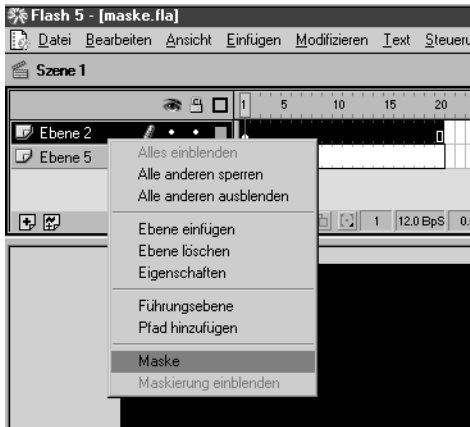 Flash 5 - [maske.fla]
Datei Bearbeiten Ansicht Einfügen Modifizieren Text Steueru
Szene 1
1 5 10 15 20
Ebene 2
Ebene 5
Alles einblenden
Alle anderen sperren
Alle anderen ausblenden
Ebene einfügen
Ebene löschen
Eigenschaften
Führungsebene
Pfad hinzufügen
Maske
Maskierung einblenden
1 12.0 BpS 0.